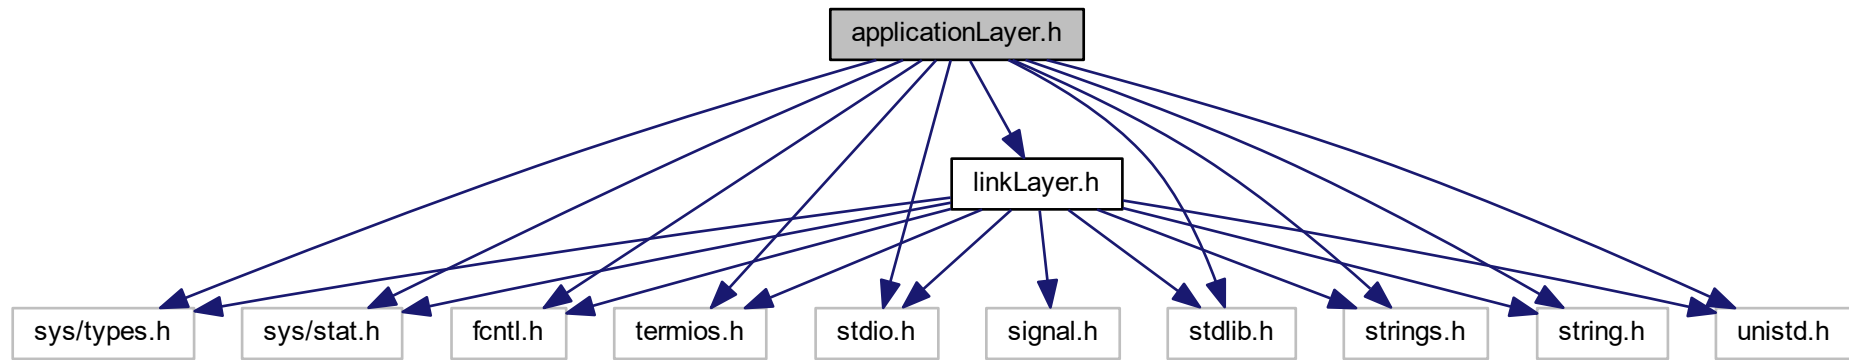 applicationLayer.h
linkLayer.h
sys/types.h
sys/stat.h
fcntl.h
termios.h
stdio.h
signal.h
stdlib.h
strings.h
string.h
unistd.h